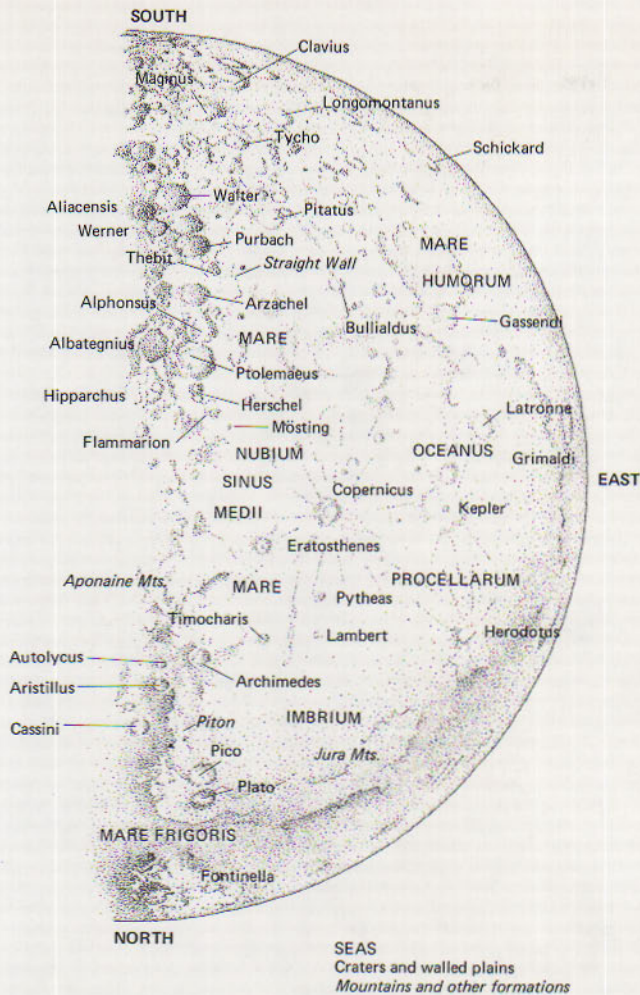 SOUTH
Clavius
Maginus
Longomontanus
Tycho
Schickard
Walter
Aliacensis
Pitatus
Werner
Purbach
MARE
HUMORUM
Thebit
Straight Wall
Alphonsus
Arzachel
Gassendi
Bullialdus
MARE
Albategnius
Ptolemaeus
Hipparchus
Herschel
Latronne
Flammarion
Mösting
NUBIUM
OCEANUS
Grimaldi
SINUS
EAST
Copernicus
MEDII
Kepler
Eratosthenes
Aponaine Mts.
MARE
PROCELLARUM
Pytheas
Timocharis
Lambert
Herodotus
Autolycus
Archimedes
Aristillus
IMBRIUM
Cassini
Piton
Pico
Jura Mts.
Plato
MARE FRIGORIS
Fontinella
NORTH
SEAS
Craters and walled plains
Mountains and other formations